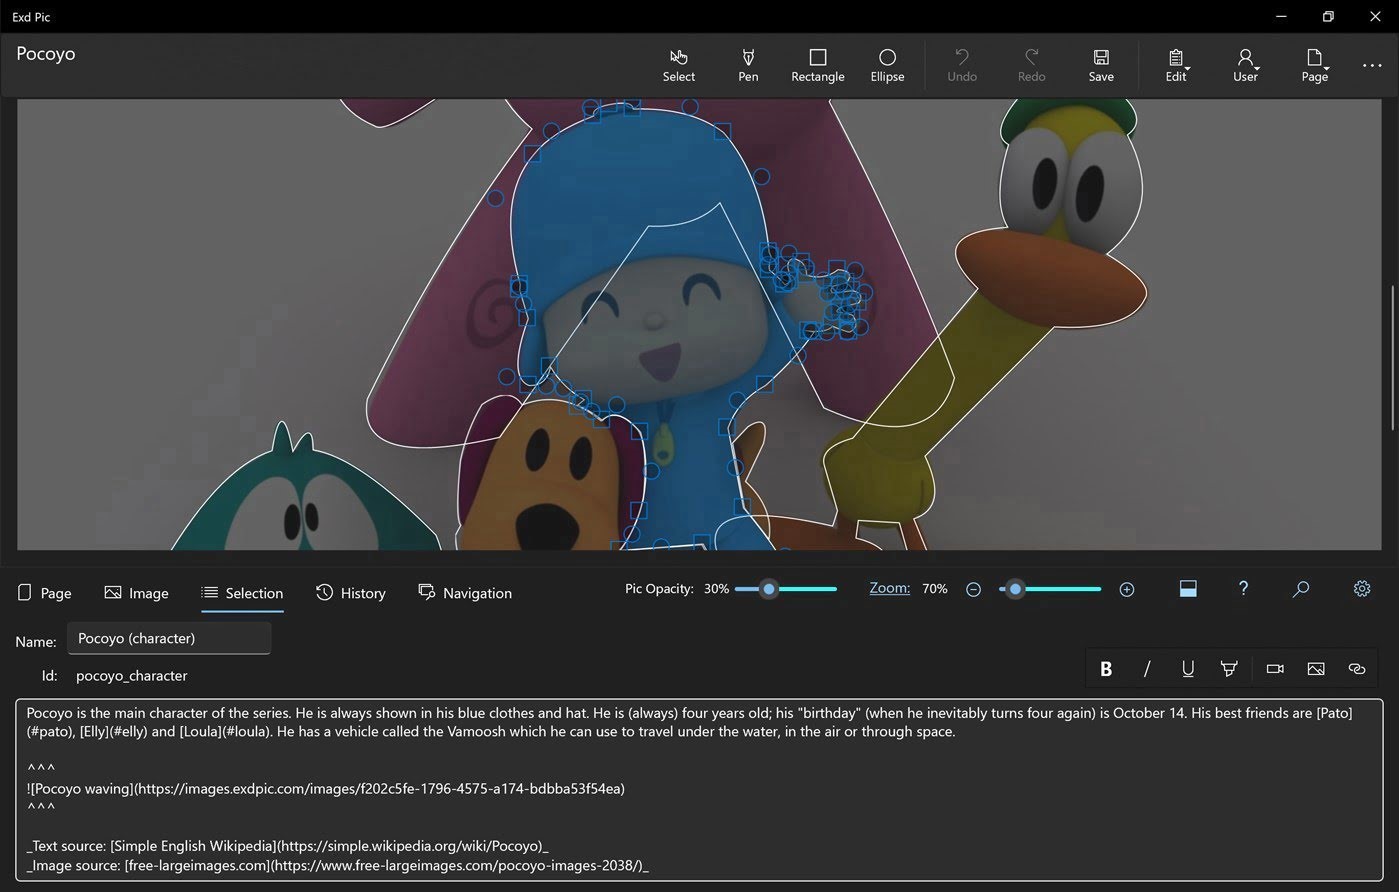 Exd Pic
Pocoyo
Select Pen Rectangle Ellipse Undo Redo Save Edit User Page
Page Image Selection History Navigation Pic Opacity: 30% Zoom: 70% ?
Name: Pocoyo (character)
Id: pocoyo_character
B / U
Pocoyo is the main character of the series. He is always shown in his blue clothes and hat. He is (always) four years old; his "birthday" (when he inevitably turns four again) is October 14. His best friends are [Pato]
(#pato), [Elly](#elly) and [Loula](#loula). He has a vehicle called the Vamoosh which he can use to travel under the water, in the air or through space.
^^^
![Pocoyo waving](https://images.exdpic.com/images/f202c5fe-1796-4575-a174-bdbba53f54ea)
^^^
_Text source: [Simple English Wikipedia](https://simple.wikipedia.org/wiki/Pocoyo)_
_Image source: [free-largeimages.com](https://www.free-largeimages.com/pocoyo-images-2038/)_